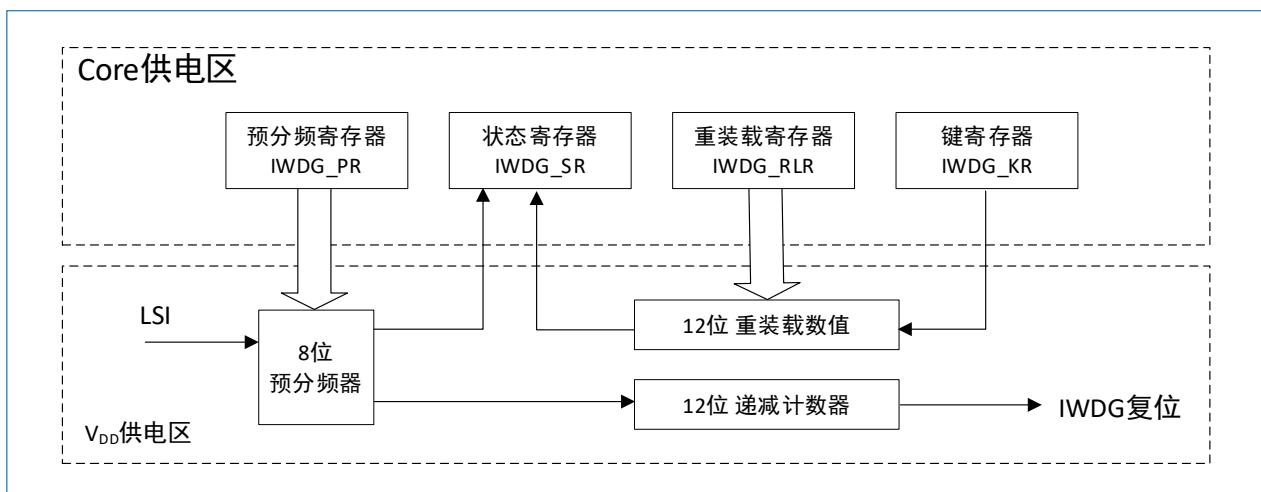 Core供电区
预分频寄存器
IWDG_PR
状态寄存器
IWDG_SR
重装载寄存器
IWDG_RLR
键寄存器
IWDG_KR
LSI
8位
预分频器
12位 重装载数值
12位 递减计数器
IWDG复位
VDD供电区